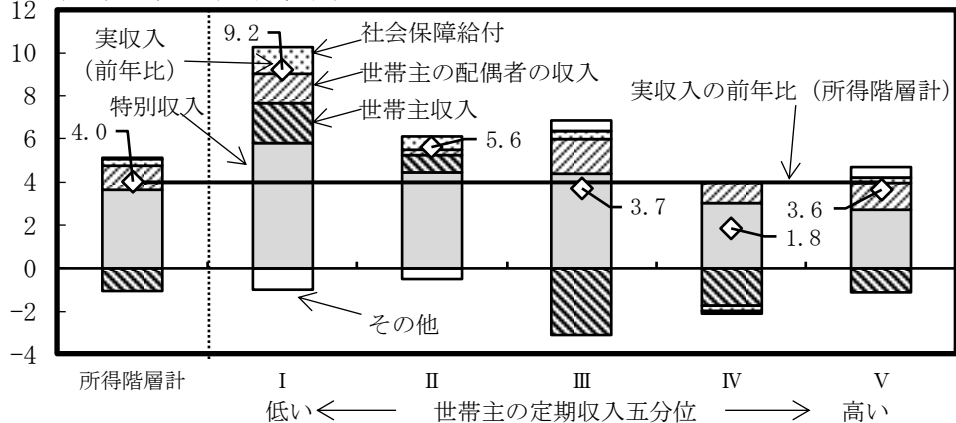 12
10
8
6
4
2
0
−2
−4
実収入
(前年比)
9.2
社会保障給付
世帯主の配偶者の収入
特別収入
世帯主収入
実収入の前年比（所得階層計）
4.0
5.6
3.7
1.8
3.6
その他
所得階層計 Ⅰ Ⅱ Ⅲ Ⅳ Ⅴ
低い 世帯主の定期収入五分位 高い